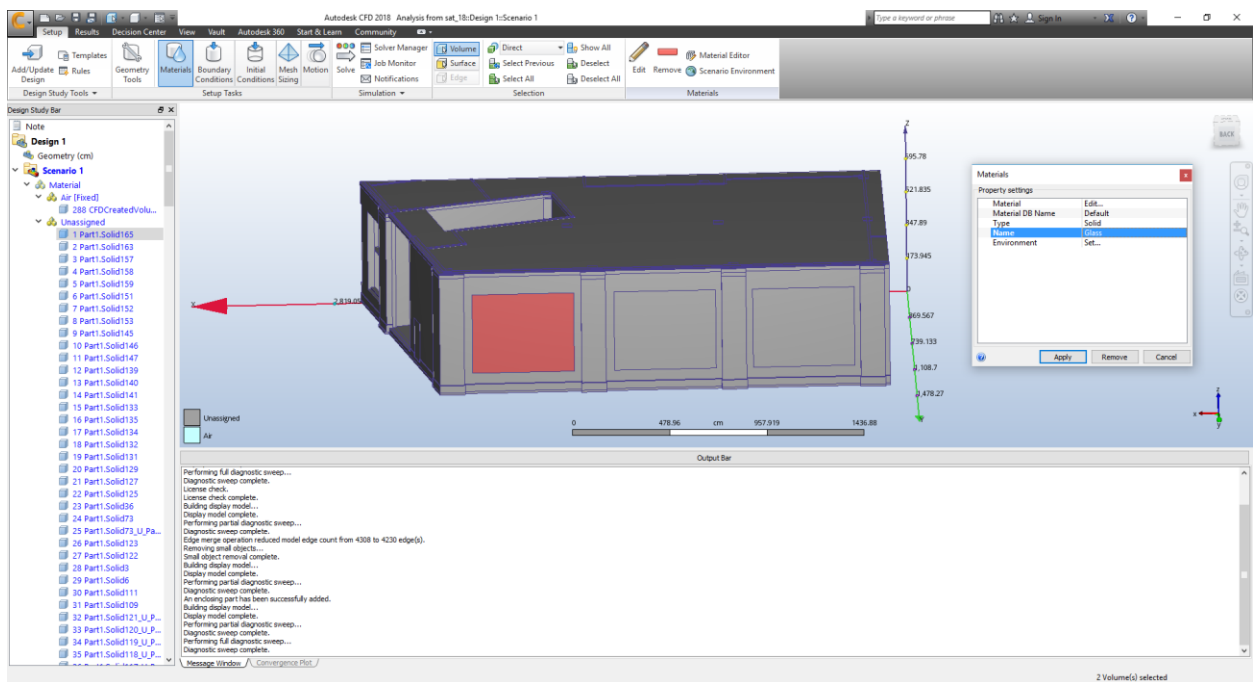 Autodesk CFD 2018 Analysis from sat_18::Design 1::Scenario 1
Type a keyword or phrase
Sign In
Setup Results Decision Center View Vault Autodesk 360 Start & Learn Community
Add/Update Design
Templates
Rules
Geometry Tools
Materials
Boundary Conditions
Initial Conditions
Mesh Sizing
Motion
Solve
Solver Manager
Job Monitor
Notifications
Volume
Surface
Edge
Direct
Select Previous
Select All
Show All
Deselect
Deselect All
Edit
Remove
Material Editor
Scenario Environment
Design Study Tools
Setup Tasks
Simulation
Selection
Materials
Design Study Bar
Note
Design 1
Geometry (cm)
Scenario 1
Material
Air [Fixed]
288 CFDCreatedVolu...
Unassigned
1 Part1.Solid165
2 Part1.Solid163
3 Part1.Solid157
4 Part1.Solid158
5 Part1.Solid159
6 Part1.Solid151
7 Part1.Solid152
8 Part1.Solid153
9 Part1.Solid145
10 Part1.Solid146
11 Part1.Solid147
12 Part1.Solid139
13 Part1.Solid140
14 Part1.Solid141
15 Part1.Solid133
16 Part1.Solid135
17 Part1.Solid134
18 Part1.Solid132
19 Part1.Solid131
20 Part1.Solid129
21 Part1.Solid127
22 Part1.Solid125
23 Part1.Solid36
24 Part1.Solid73
25 Part1.Solid73_U_Pa...
26 Part1.Solid123
27 Part1.Solid122
28 Part1.Solid3
29 Part1.Solid6
30 Part1.Solid111
31 Part1.Solid109
32 Part1.Solid121_U_P...
33 Part1.Solid120_U_P...
34 Part1.Solid119_U_P...
35 Part1.Solid118_U_P...
Z
X
2,819.05
0
1,108.7
1,478.27
BACK
Unassigned
Air
0 478.96 cm 957.919 1436.88
Materials
Property settings
Material Edit...
Material DB Name Default
Type Solid
Name Glass
Environment Set...
Apply Remove Cancel
z
x
y
Output Bar
Performing full diagnostic sweep...
Diagnostic sweep complete.
License check.
License check complete.
Building display model...
Display model complete.
Performing partial diagnostic sweep...
Diagnostic sweep complete.
Edge merge operation reduced model edge count from 4308 to 4230 edge(s).
Removing small objects...
Small object removal complete.
Building display model...
Display model complete.
Performing partial diagnostic sweep...
Diagnostic sweep complete.
An enclosing part has been successfully added.
Building display model...
Display model complete.
Performing partial diagnostic sweep...
Diagnostic sweep complete.
Performing full diagnostic sweep...
Diagnostic sweep complete.
Message Window Convergence Plot
2 Volume(s) selected